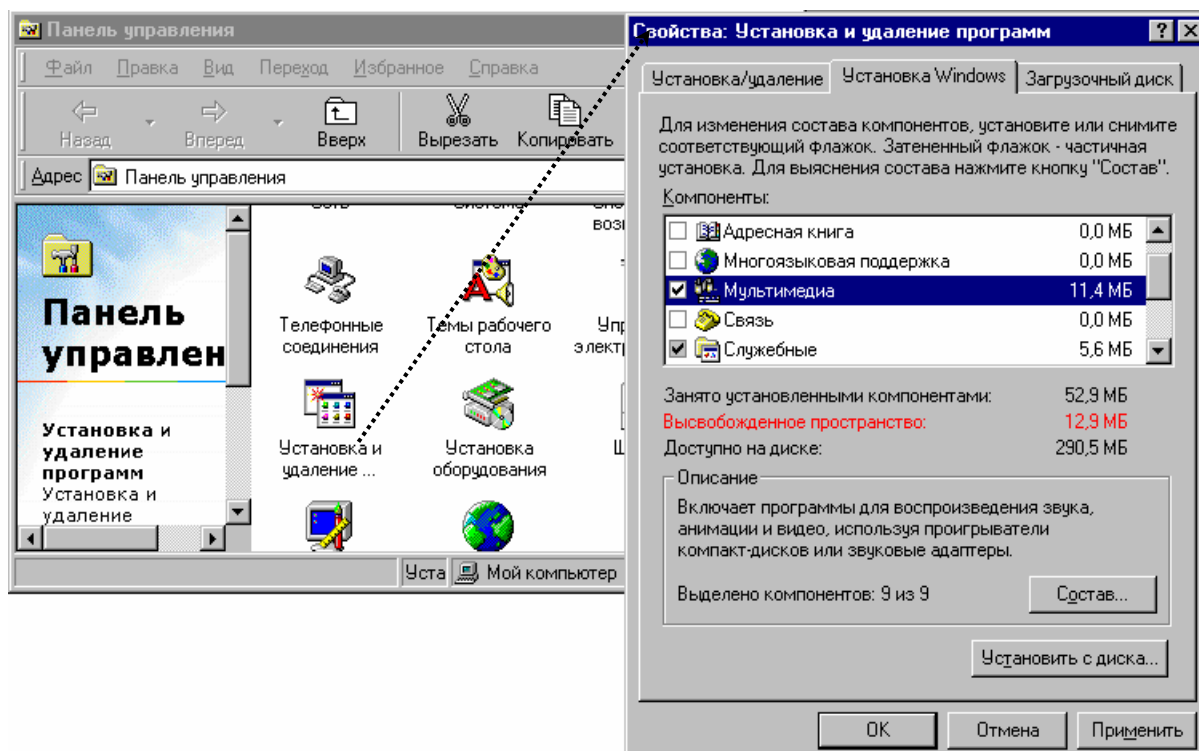 Панель управления
Файл Правка Вид Переход Избранное Справка
Назад Вперед Вверх Вырезать Копировать
Адрес Панель управления
Панель
управлен
Установка и
удаление
программ
Установка и
удаление
Телефонные
соединения
Темы рабочего
стола
Установка и
удаление ...
Установка
оборудования
Уста Мой компьютер
Свойства: Установка и удаление программ
Установка/удаление Установка Windows Загрузочный диск
Для изменения состава компонентов, установите или снимите
соответствующий флажок. Затененный флажок - частичная
установка. Для выяснения состава нажмите кнопку "Состав".
Компоненты:
Адресная книга 0,0 МБ
Многоязыковая поддержка 0,0 МБ
Мультимедиа 11,4 МБ
Связь 0,0 МБ
Служебные 5,6 МБ
Занято установленными компонентами: 52,9 МБ
Высвобожденное пространство: 12,9 МБ
Доступно на диске: 290,5 МБ
Описание
Включает программы для воспроизведения звука,
анимации и видео, используя проигрыватели
компакт-дисков или звуковые адаптеры.
Выделено компонентов: 9 из 9 Состав...
Установить с диска...
OK Отмена Применить